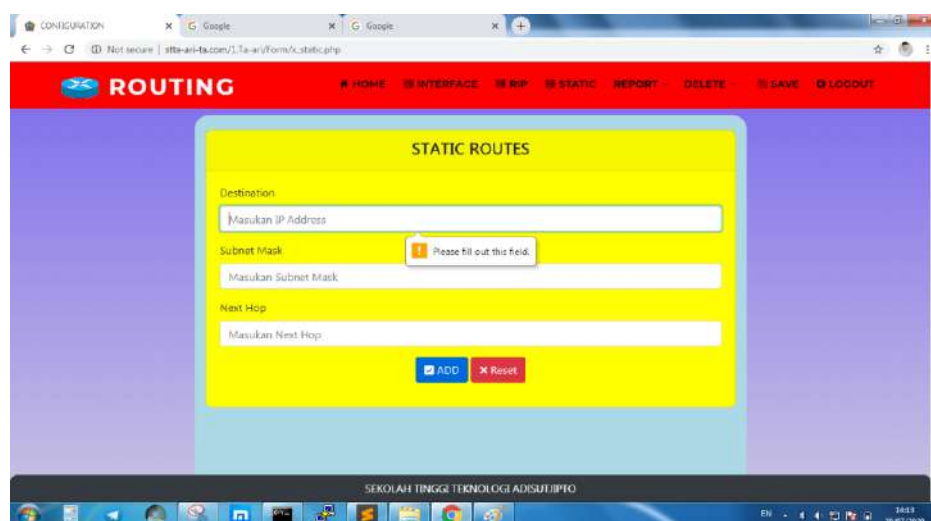 CONFIGURATION
Google
Google
Not secure | stta-ari-ta.com/1.Ta-ari/Form/x_static.php
ROUTING
HOME
INTERFACE
RIP
STATIC
REPORT
DELETE
SAVE
LOGOUT
STATIC ROUTES
Destination
Masukan IP Address
Please fill out this field.
Subnet Mask
Masukan Subnet Mask
Next Hop
Masukan Next Hop
ADD
Reset
SEKOLAH TINGGI TEKNOLOGI ADISUTJIPTO
EN
14:13